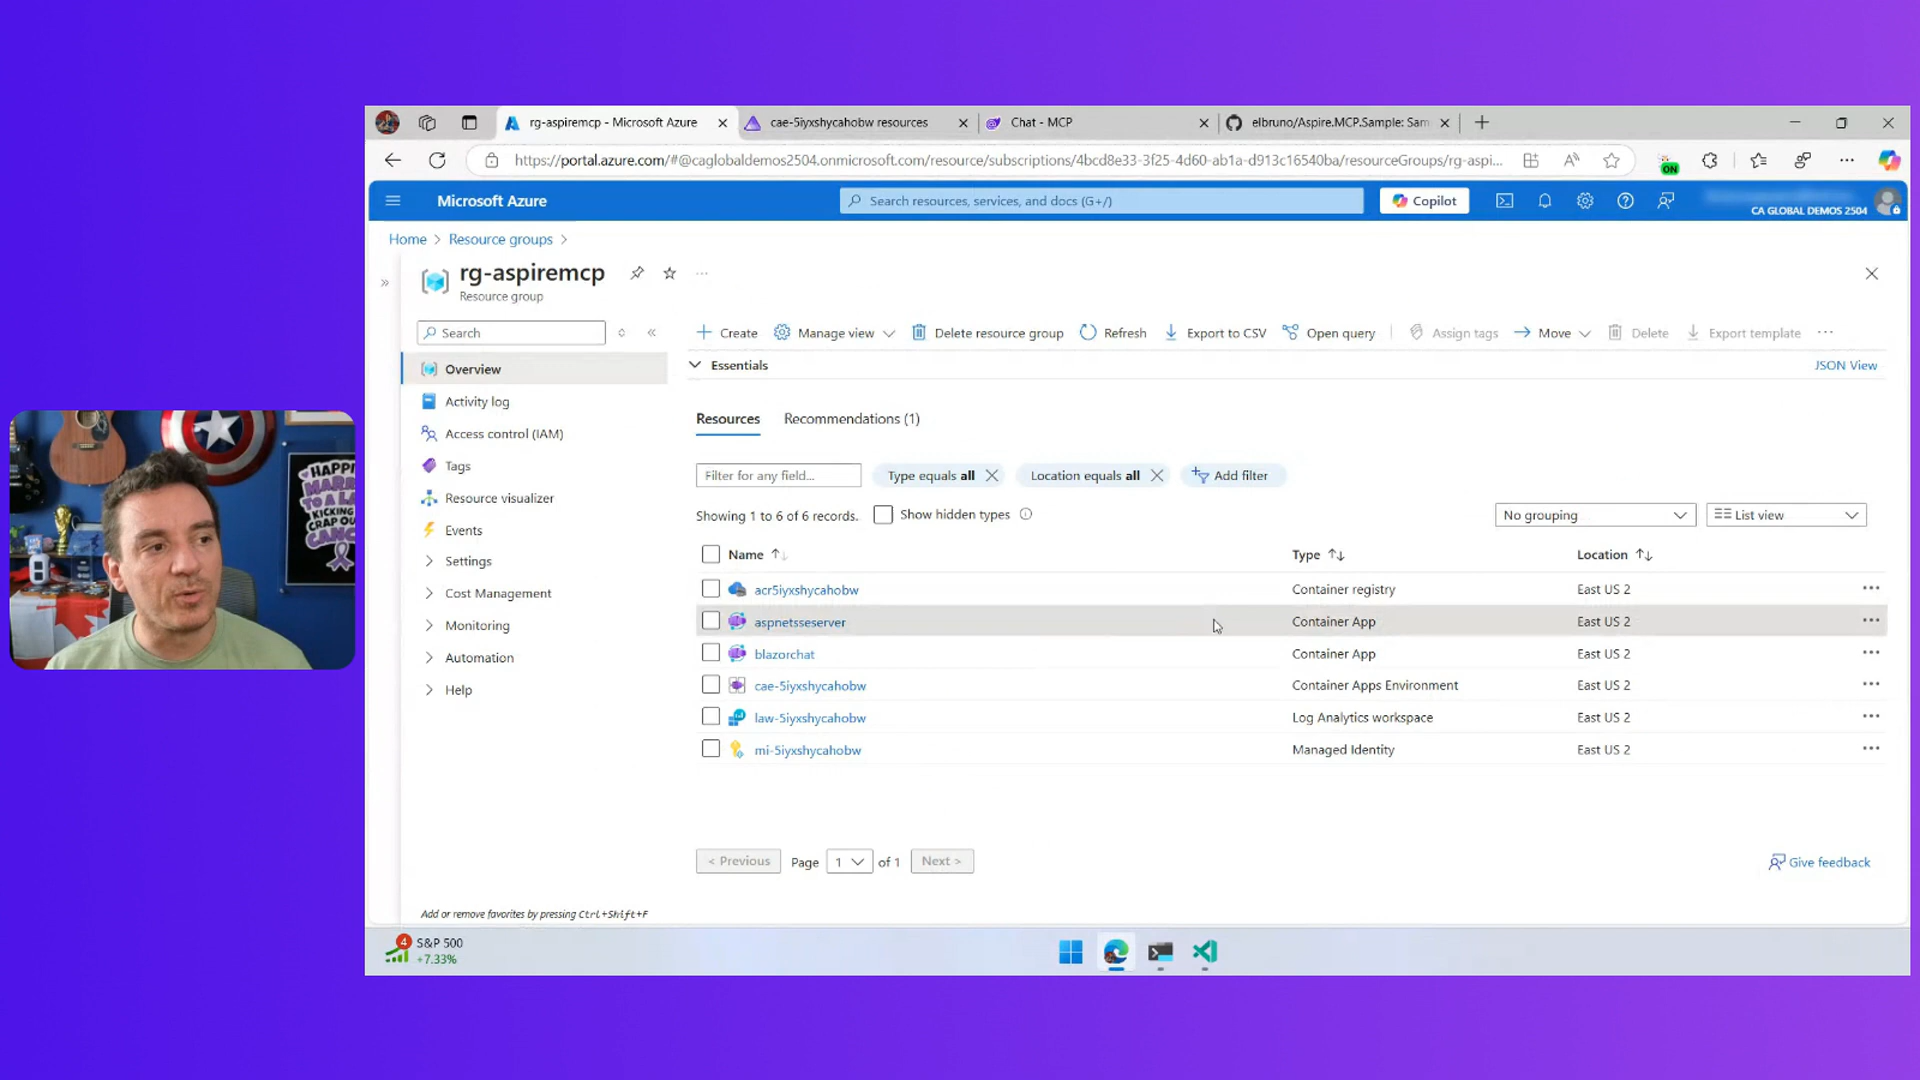 rg-aspiremcp - Microsoft Azure
cae-5iyxshycahobw resources
Chat - MCP
elbruno/Aspire.MCP.Sample: Sam
https://portal.azure.com/#@caglobaldemos2504.onmicrosoft.com/resource/subscriptions/4bcd8e33-3f25-4d60-ab1a-d913c16540ba/resourceGroups/rg-aspi...
ON
Microsoft Azure
Search resources, services, and docs (G+/)
Copilot
CA GLOBAL DEMOS 2504
Home > Resource groups >
rg-aspiremcp
Resource group
Search
Create
Manage view
Delete resource group
Refresh
Export to CSV
Open query
Assign tags
Move
Delete
Export template
Overview
Activity log
Access control (IAM)
Tags
Resource visualizer
Events
Settings
Cost Management
Monitoring
Automation
Help
Essentials
JSON View
Resources
Recommendations (1)
Filter for any field...
Type equals all
Location equals all
Add filter
Showing 1 to 6 of 6 records.
Show hidden types
No grouping
List view
Name
Type
Location
acr5iyxshycahobw
Container registry
East US 2
aspnetsseserver
Container App
East US 2
blazorchat
Container App
East US 2
cae-5iyxshycahobw
Container Apps Environment
East US 2
law-5iyxshycahobw
Log Analytics workspace
East US 2
mi-5iyxshycahobw
Managed Identity
East US 2
< Previous
Page
1
of 1
Next >
Give feedback
Add or remove favorites by pressing Ctrl+Shift+F
4
S&P 500
+7.33%
KICKING
CRAP OU